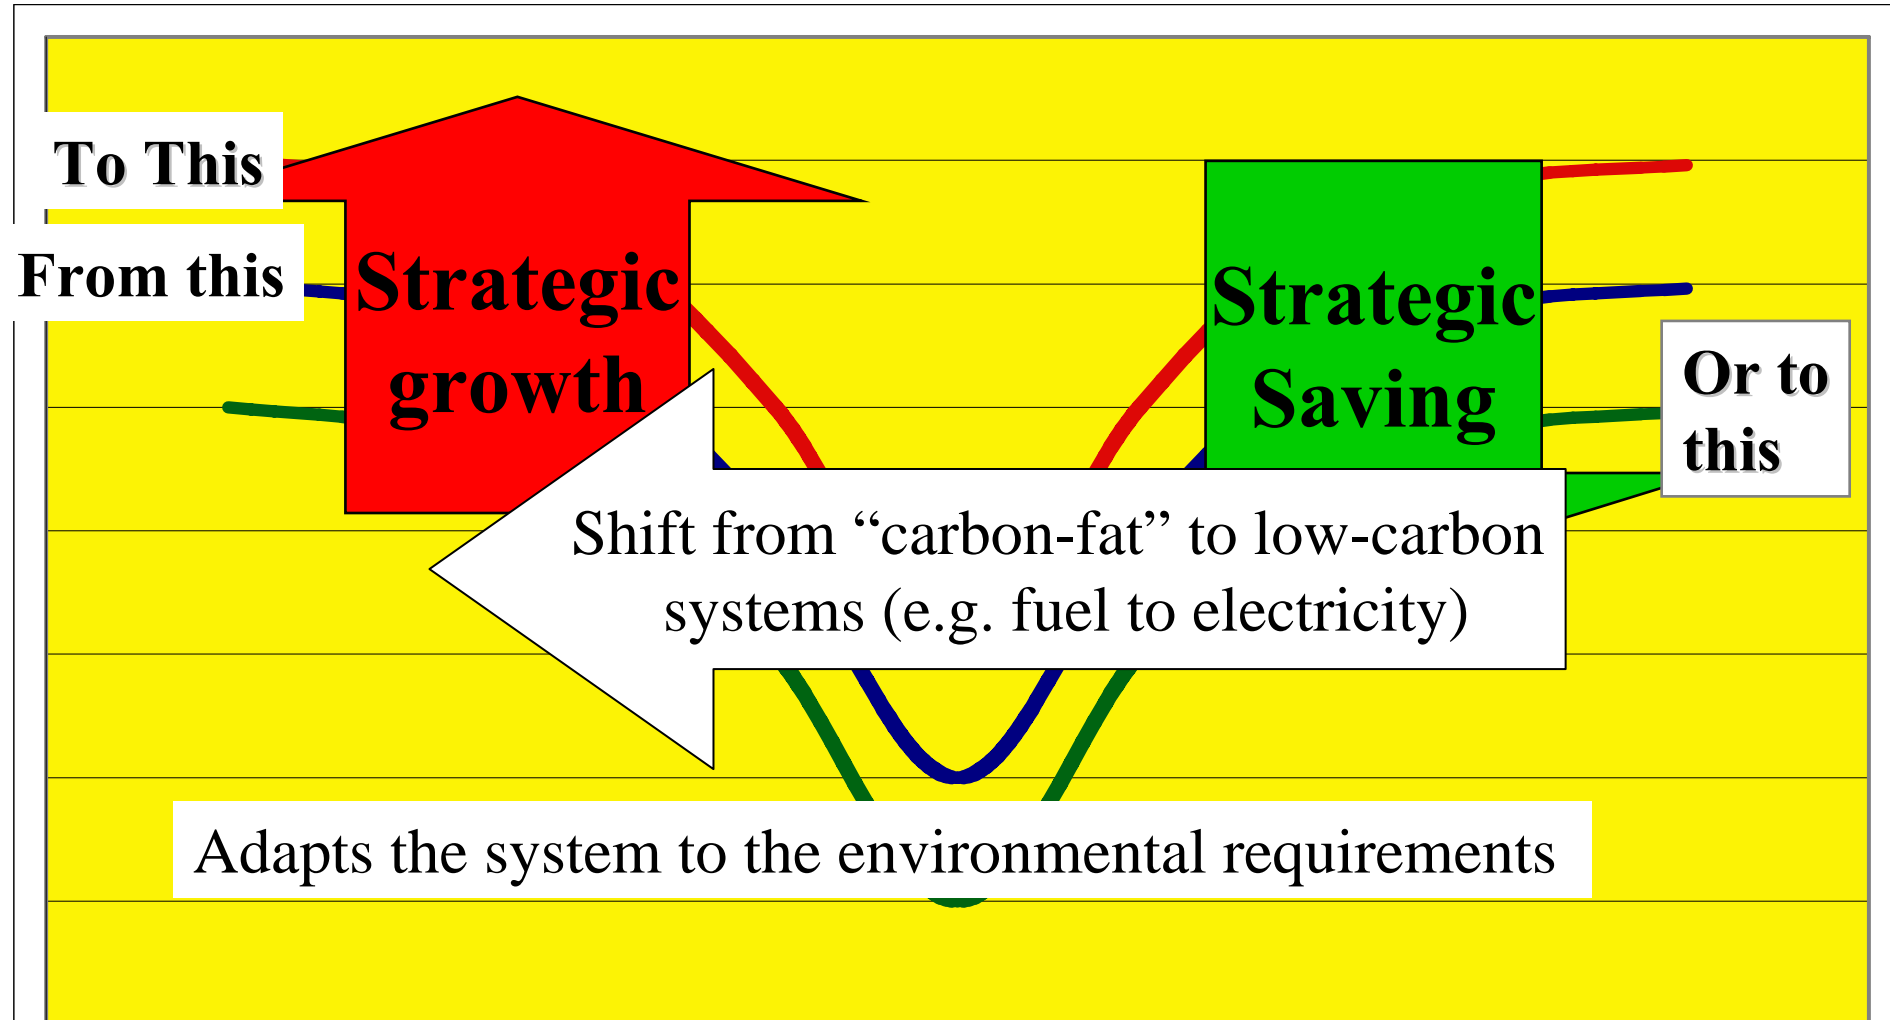 To This
From this
Strategic
growth
Strategic
Saving
Or to
this
Shift from “carbon-fat” to low-carbon
systems (e.g. fuel to electricity)
Adapts the system to the environmental requirements